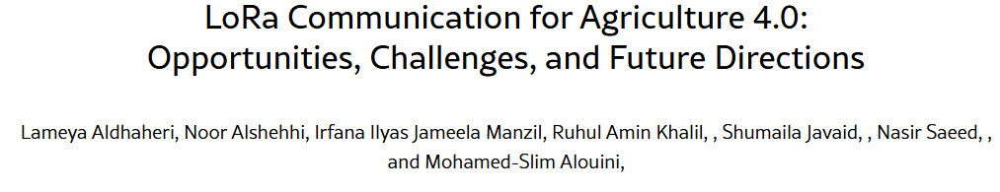 LoRa Communication for Agriculture 4.0:
Opportunities, Challenges, and Future Directions
Lameya Aldhaheri, Noor Alshehhi, Irfana Ilyas Jameela Manzil, Ruhul Amin Khalil, , Shumaila Javaid, , Nasir Saeed, ,
and Mohamed-Slim Alouini,